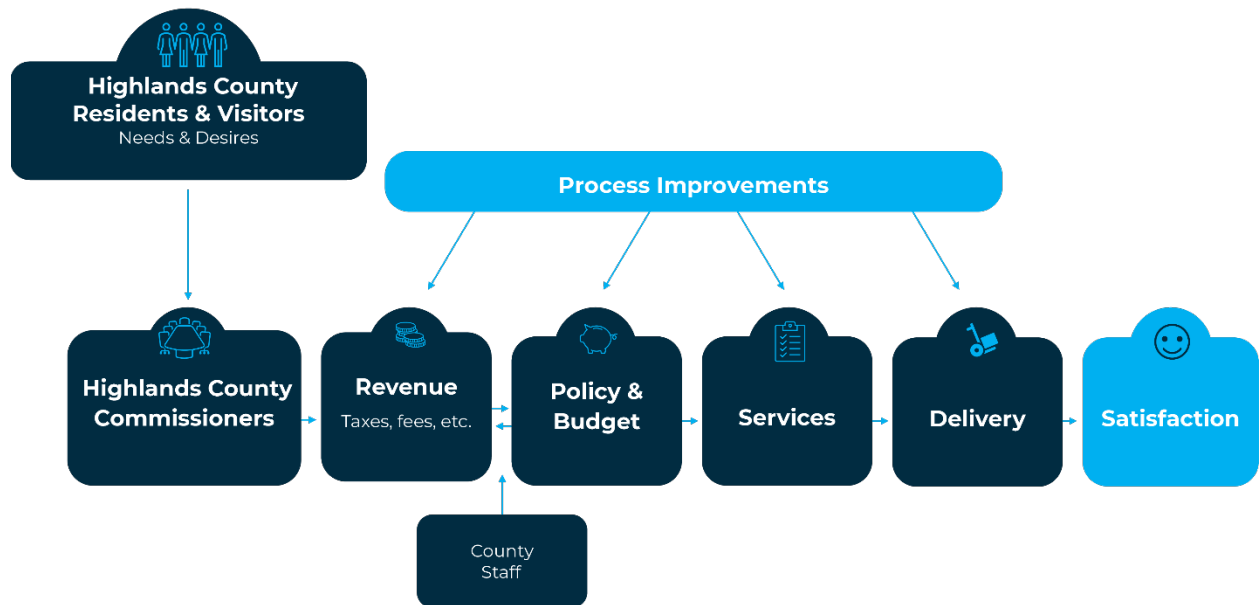 Highlands County
Residents & Visitors
Needs & Desires
Process Improvements
Highlands County
Commissioners
Revenue
Taxes, fees, etc.
Policy &
Budget
Services
Delivery
Satisfaction
County
Staff